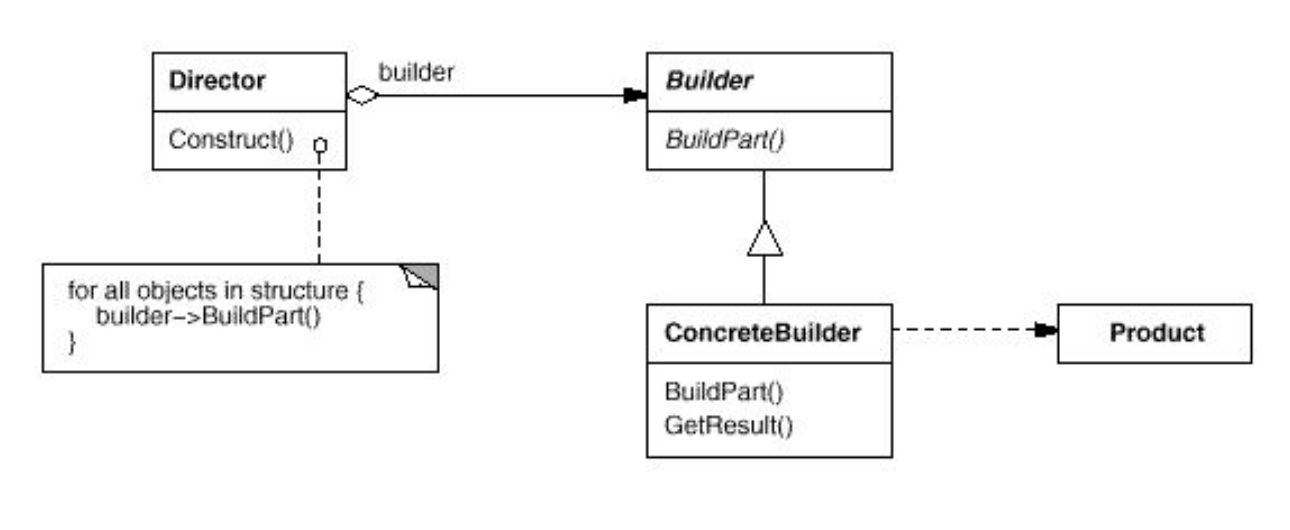 Director
Construct()
builder
Builder
BuildPart()
for all objects in structure {
builder–>BuildPart()
}
ConcreteBuilder
BuildPart()
GetResult()
Product